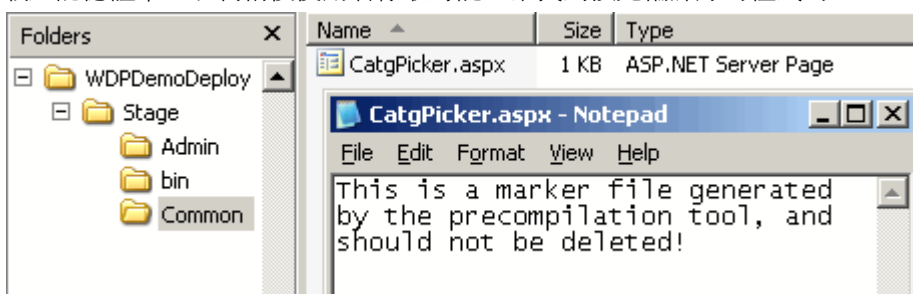 Folders
Name Size Type
WDPDemoDeploy
Stage
Admin
bin
Common
CatgPicker.aspx 1 KB ASP.NET Server Page
CatgPicker.aspx - Notepad
File Edit Format View Help
This is a marker file generated
by the precompilation tool, and
should not be deleted!